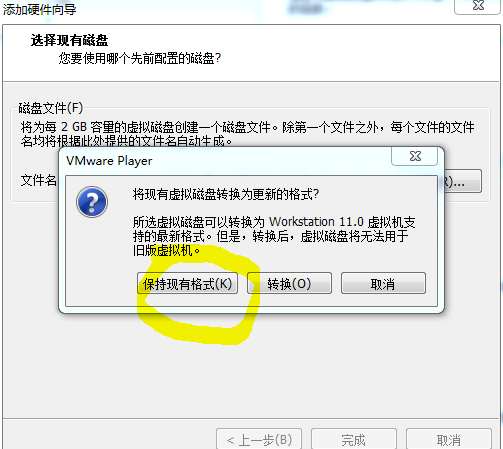 添加硬件向导
选择现有磁盘
您要使用哪个先前配置的磁盘?
磁盘文件(F)
将为每 2 GB 容量的虚拟磁盘创建一个磁盘文件。除第一个文件之外，每个文件的文件
名均将根据此处提供的文件名自动生成。
文件名
R)...
VMware Player
将现有虚拟磁盘转换为更新的格式?
所选虚拟磁盘可以转换为 Workstation 11.0 虚拟机支
持的最新格式。但是，转换后，虚拟磁盘将无法用于
旧版虚拟机。
保持现有格式(K)
转换(O)
取消
< 上一步(B)
完成
取消